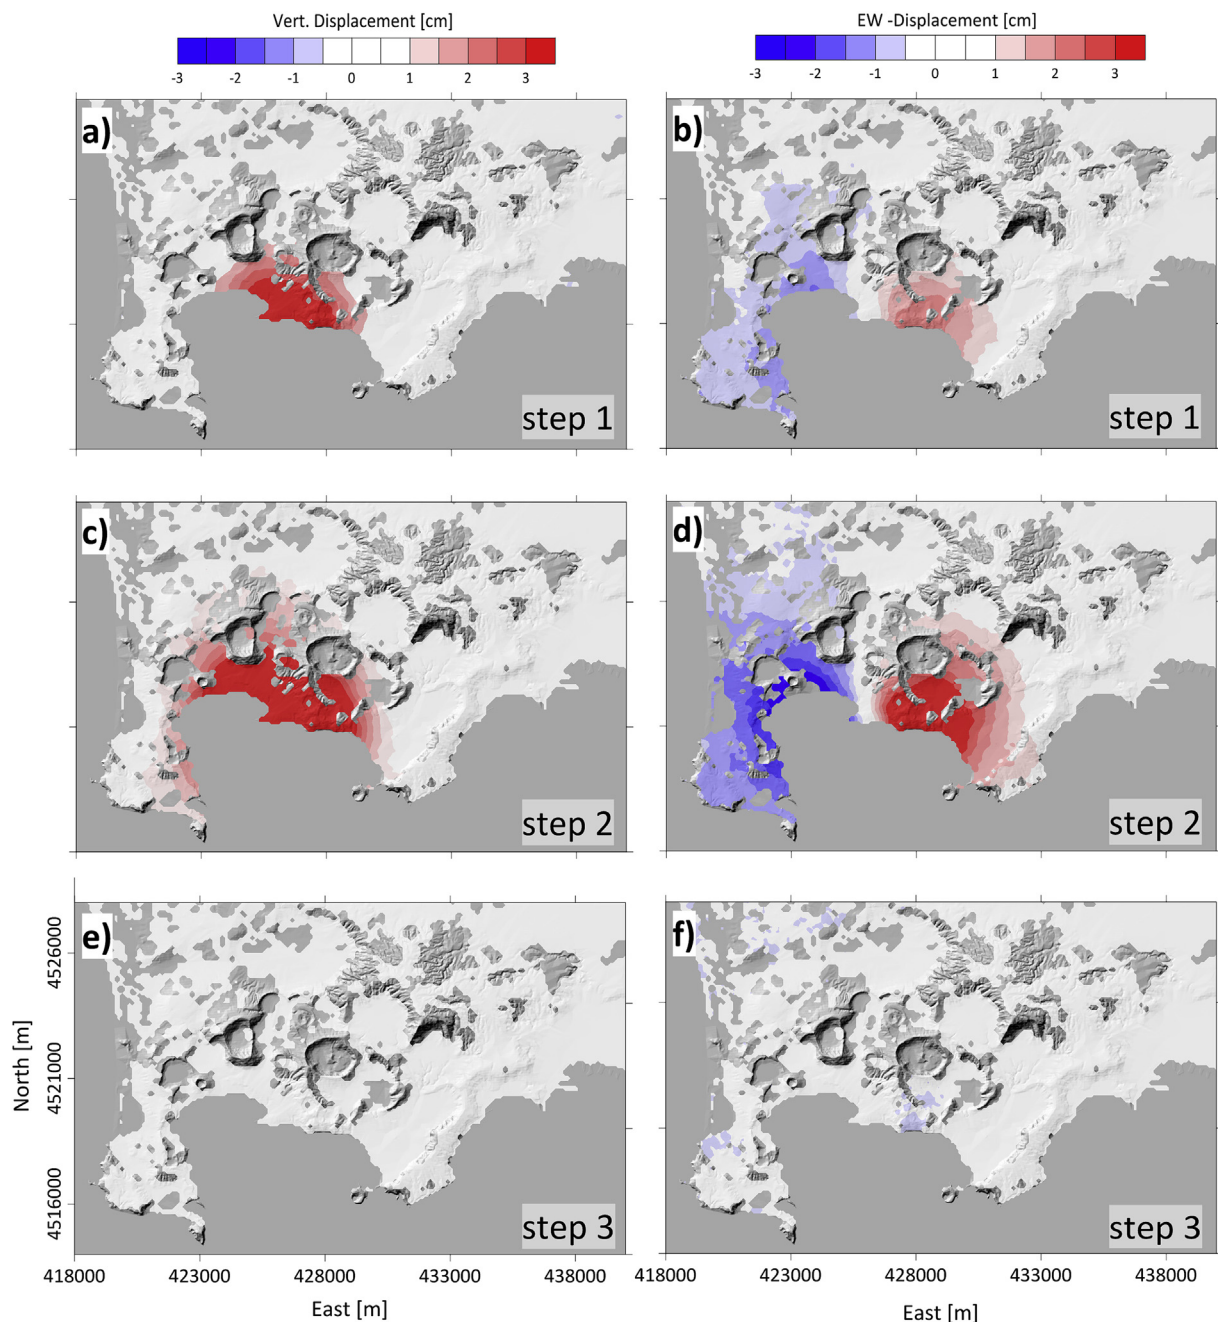 Vert. Displacement [cm]
-3 -2 -1 0 1 2 3
EW -Displacement [cm]
-3 -2 -1 0 1 2 3
a)
step 1
b)
step 1
c)
step 2
d)
step 2
North [m]
4526000
4521000
4516000
e)
step 3
418000 423000 428000 433000 438000
East [m]
f)
step 3
418000 423000 428000 433000 438000
East [m]